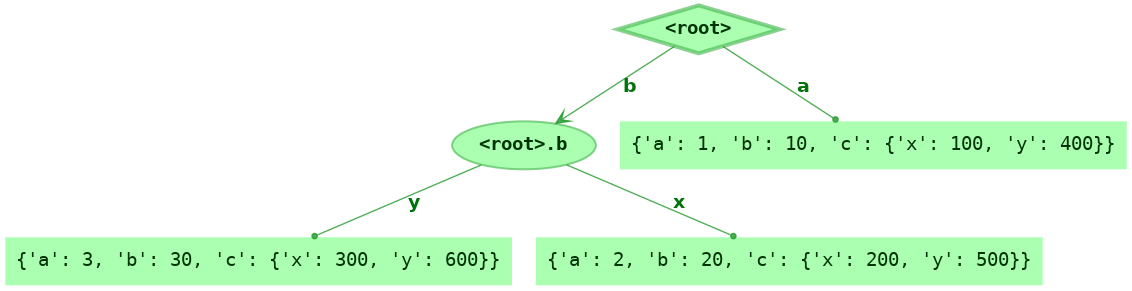 <root>
b
a
<root>.b
{'a': 1, 'b': 10, 'c': {'x': 100, 'y': 400}}
y
x
{'a': 3, 'b': 30, 'c': {'x': 300, 'y': 600}}
{'a': 2, 'b': 20, 'c': {'x': 200, 'y': 500}}